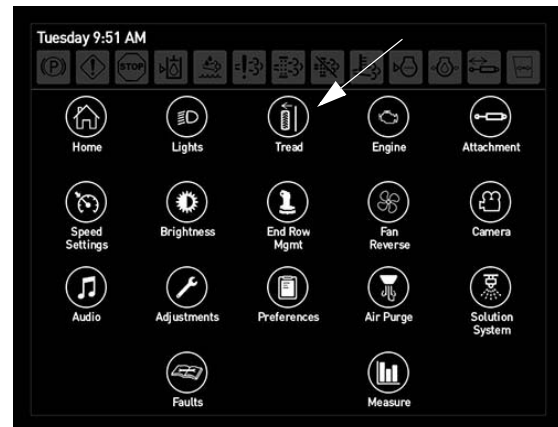 Tuesday 9:51 AM
(P) STOP
Home Lights Tread Engine Attachment
Speed Settings Brightness End Row Mgmt Fan Reverse Camera
Audio Adjustments Preferences Air Purge Solution System
Faults Measure